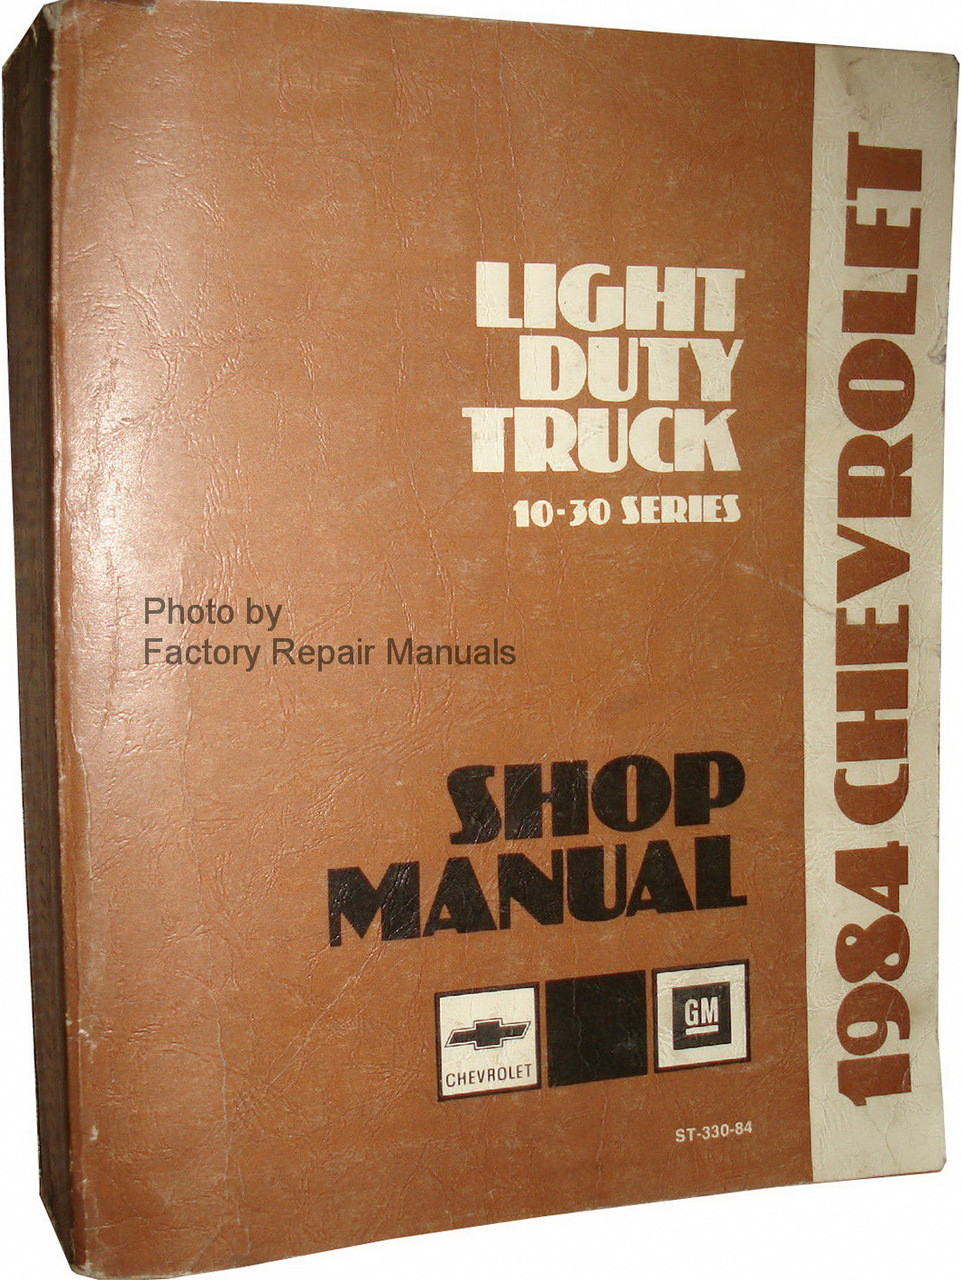 LIGHT
DUTY
TRUCK
10-30 SERIES
Photo by
Factory Repair Manuals
SHOP
MANUAL
CHEVROLET
GM
ST-330-84
1984 CHEVROLET